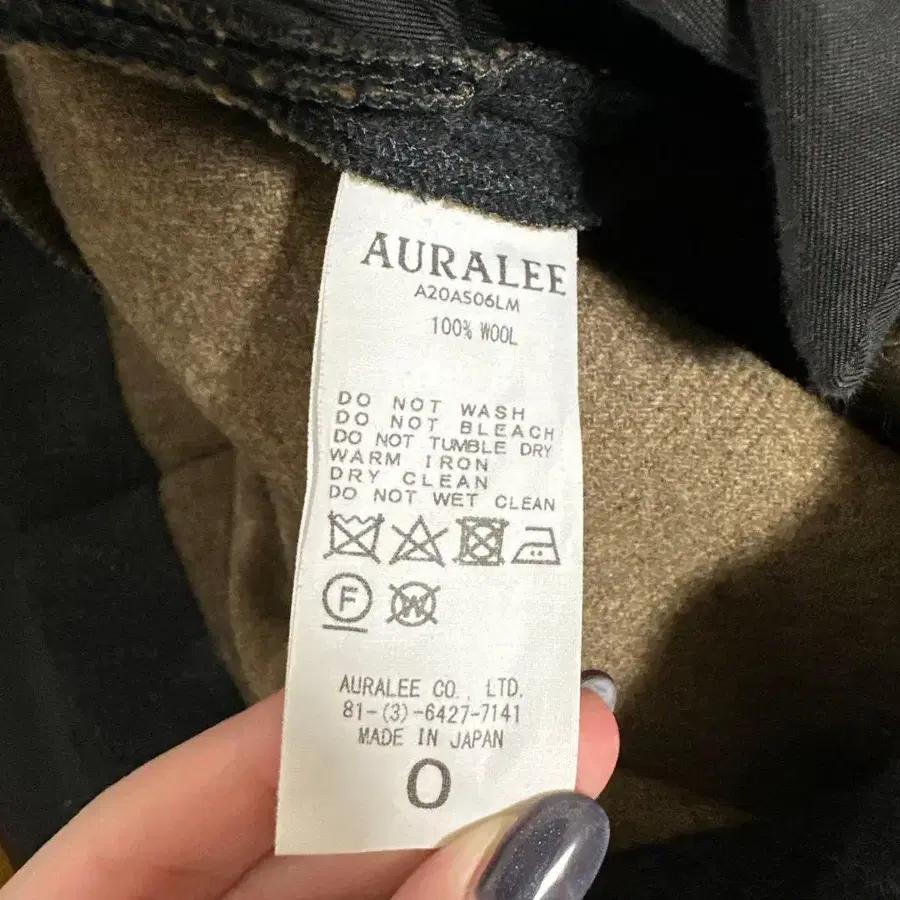 AURALEE
A20AS06LM
100% WOOL
DO NOT WASH
DO NOT BLEACH
DO NOT TUMBLE DRY
WARM IRON
DRY CLEAN
DO NOT WET CLEAN
F W
AURALEE CO., LTD.
81-(3)-6427-7141
MADE IN JAPAN
0